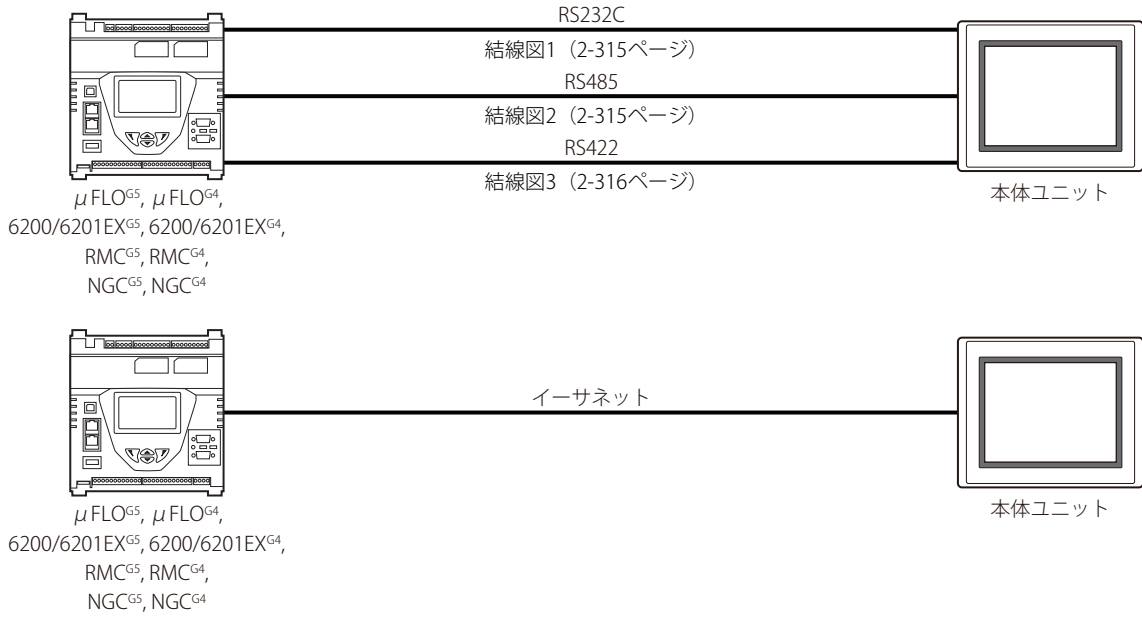 RS232C
結線図1（2-315ページ）
RS485
結線図2（2-315ページ）
RS422
結線図3（2-316ページ）
μFLOG5, μFLOG4,
6200/6201EXG5, 6200/6201EXG4,
RMCG5, RMCG4,
NGCG5, NGCG4
本体ユニット
イーサネット
μFLOG5, μFLOG4,
6200/6201EXG5, 6200/6201EXG4,
RMCG5, RMCG4,
NGCG5, NGCG4
本体ユニット